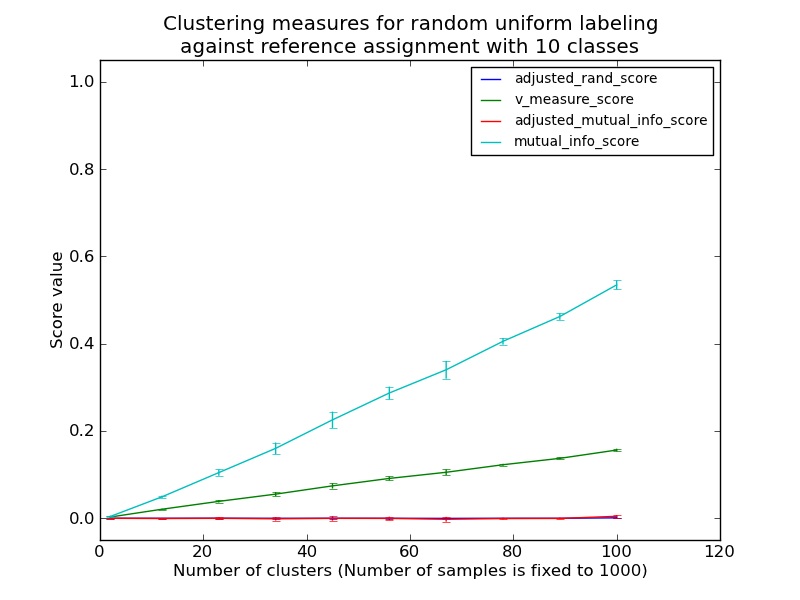 Clustering measures for random uniform labeling
against reference assignment with 10 classes
adjusted_rand_score
v_measure_score
adjusted_mutual_info_score
mutual_info_score
1.0
0.8
0.6
0.4
0.2
0.0
Score value
0 20 40 60 80 100 120
Number of clusters (Number of samples is fixed to 1000)